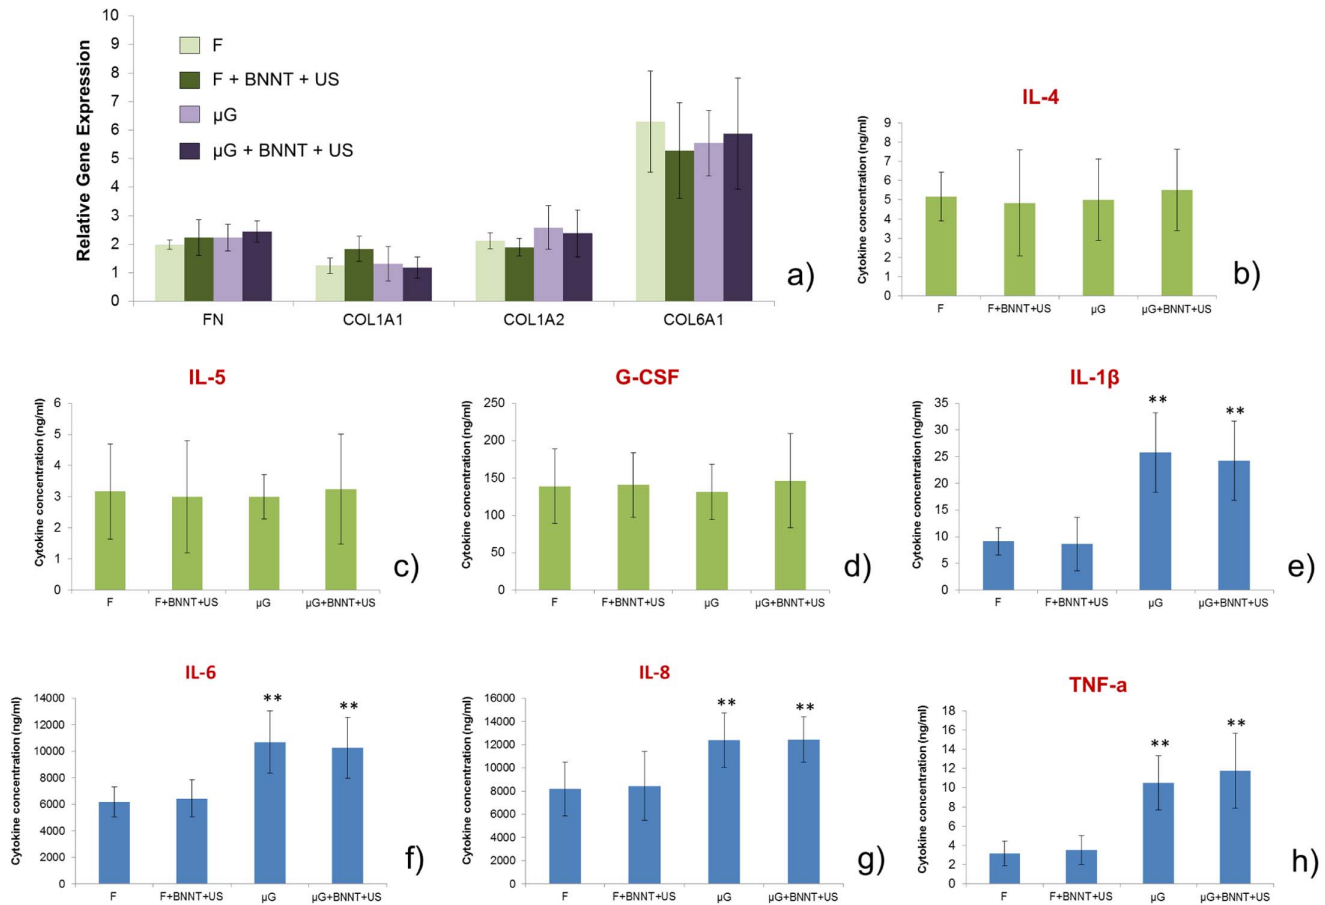 10
9
8
7
6
5
4
3
2
1
0
Relative Gene Expression
F
F + BNNT + US
µG
µG + BNNT + US
FN COL1A1 COL1A2 COL6A1
a)
IL-4
Cytokine concentration (ng/ml)
9
8
7
6
5
4
3
2
1
0
F F+BNNT+US µG µG+BNNT+US
b)
IL-5
Cytokine concentration (ng/ml)
6
5
4
3
2
1
0
F F+BNNT+US µG µG+BNNT+US
c)
G-CSF
Cytokine concentration (ng/ml)
250
200
150
100
50
0
F F+BNNT+US µG µG+BNNT+US
d)
IL-1β
Cytokine concentration (ng/ml)
35
30
25
20
15
10
5
0
** **
F F+BNNT+US µG µG+BNNT+US
e)
IL-6
Cytokine concentration (ng/ml)
14000
12000
10000
8000
6000
4000
2000
0
** **
F F+BNNT+US µG µG+BNNT+US
f)
IL-8
Cytokine concentration (ng/ml)
16000
14000
12000
10000
8000
6000
4000
2000
0
** **
F F+BNNT+US µG µG+BNNT+US
g)
TNF-a
Cytokine concentration (ng/ml)
18
16
14
12
10
8
6
4
2
0
** **
F F+BNNT+US µG µG+BNNT+US
h)